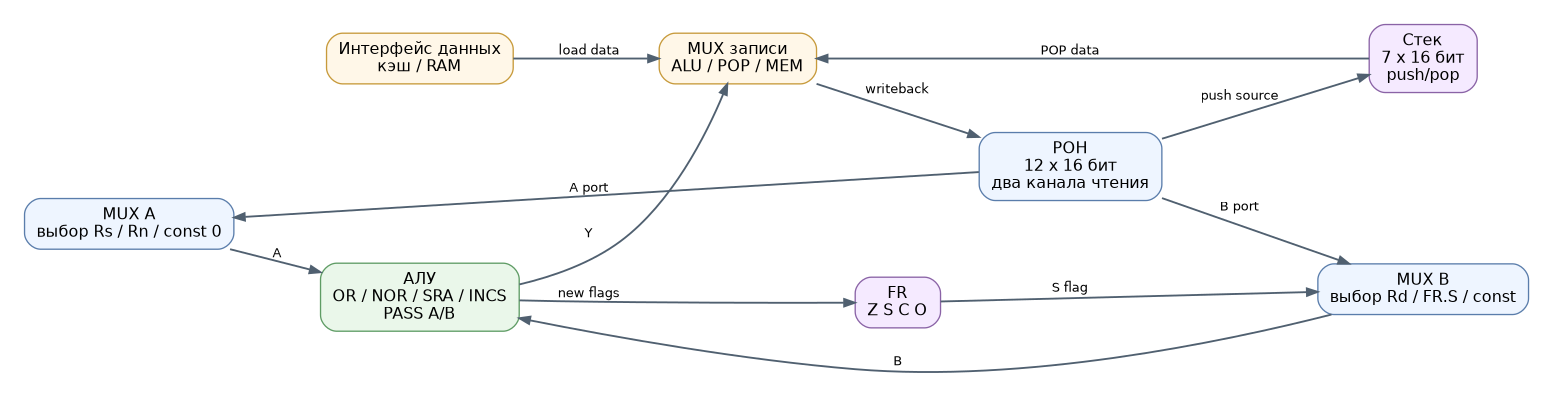 Интерфейс данных
кэш / RAM
load data
MUX записи
ALU / POP / MEM
POP data
Стек
7 x 16 бит
push/pop
writeback
push source
РОН
12 x 16 бит
два канала чтения
A port
B port
MUX A
выбор Rs / Rn / const 0
A
Y
АЛУ
OR / NOR / SRA / INCS
PASS A/B
new flags
FR
Z S C O
S flag
MUX B
выбор Rd / FR.S / const
B